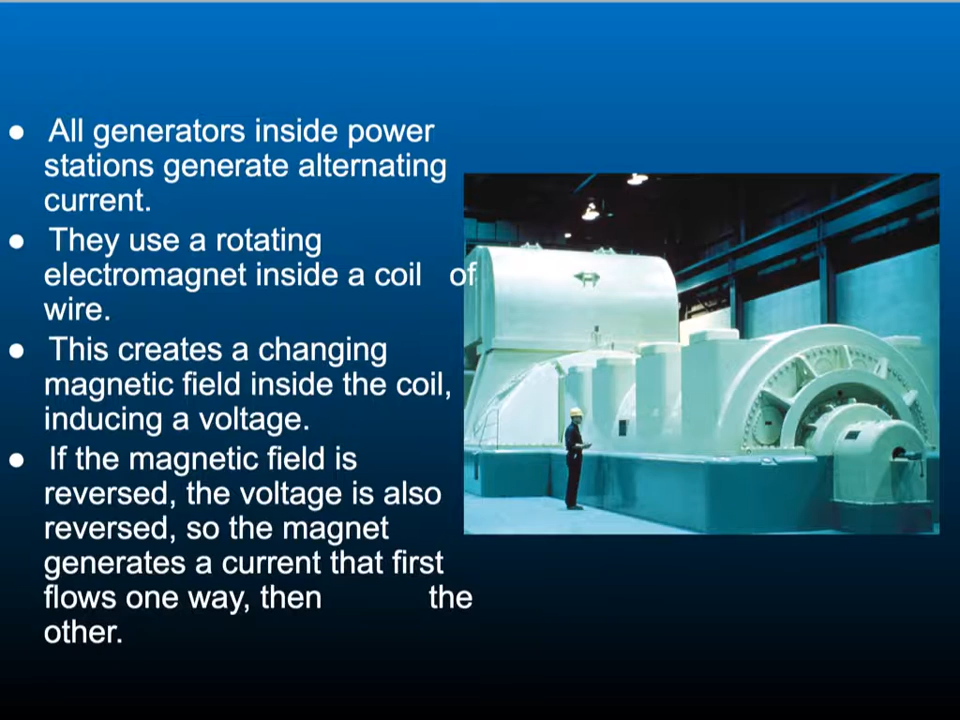 ● All generators inside power
stations generate alternating
current.
● They use a rotating
electromagnet inside a coil of
wire.
● This creates a changing
magnetic field inside the coil,
inducing a voltage.
● If the magnetic field is
reversed, the voltage is also
reversed, so the magnet
generates a current that first
flows one way, then the
other.